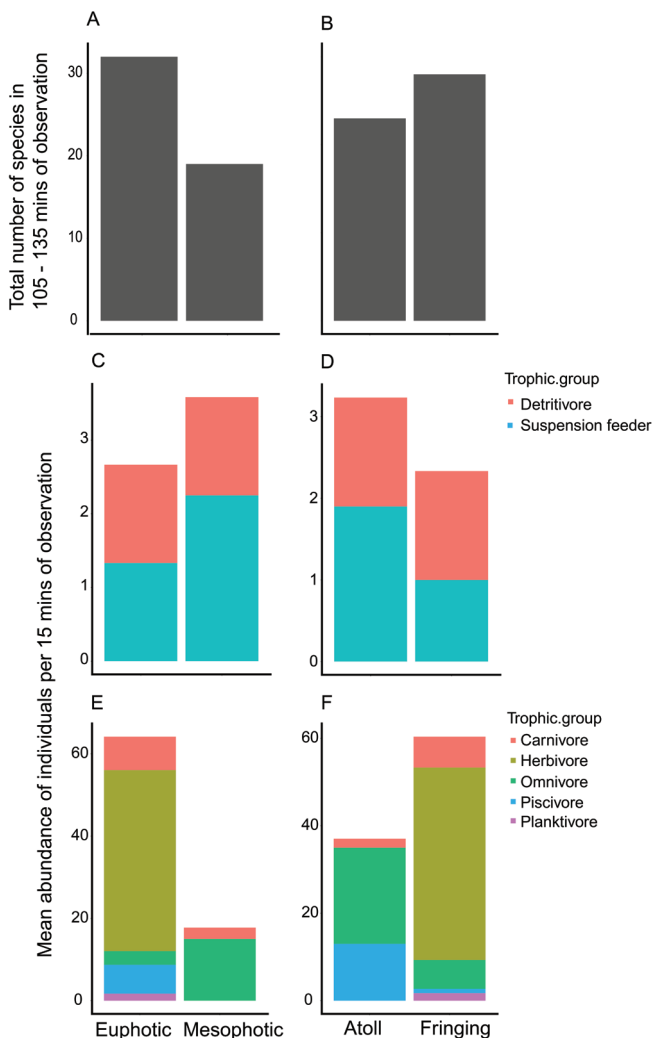 A
B
Total number of species in
105 - 135 mins of observation
30
20
10
0
C
D
Trophic.group
Detritivore
Suspension feeder
3
2
1
0
3
2
1
0
Mean abundance of individuals per 15 mins of observation
E
F
Trophic.group
Carnivore
Herbivore
Omnivore
Piscivore
Planktivore
60
40
20
0
60
40
20
0
Euphotic Mesophotic
Atoll Fringing